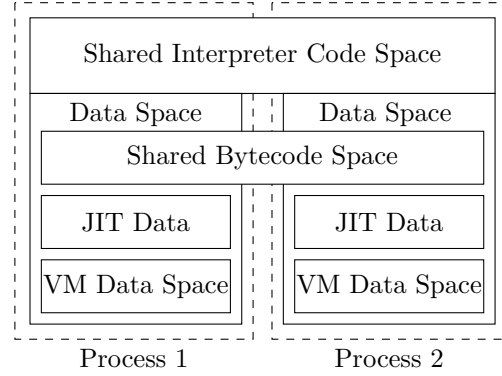 Shared Interpreter Code Space
Data Space
Data Space
Shared Bytecode Space
JIT Data
JIT Data
VM Data Space
VM Data Space
Process 1
Process 2